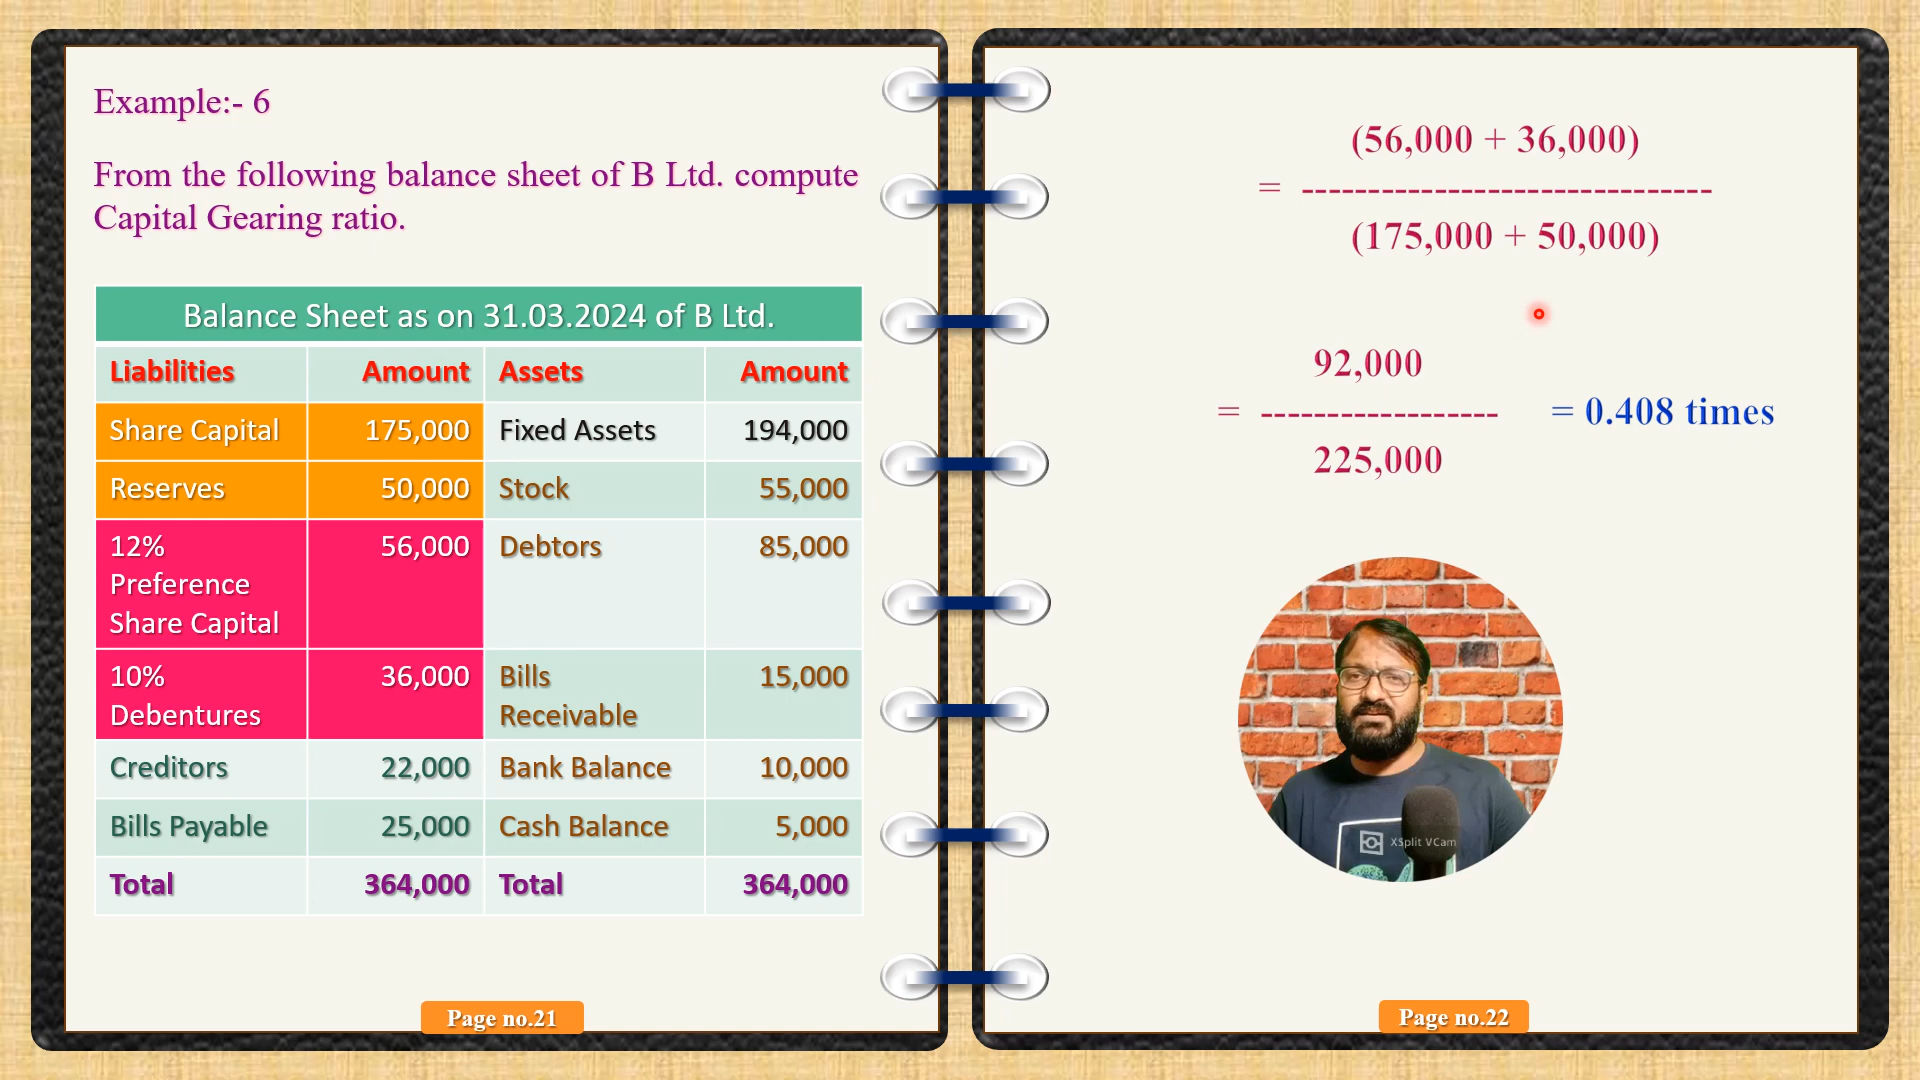 Example:- 6
From the following balance sheet of B Ltd. compute
Capital Gearing ratio.
Balance Sheet as on 31.03.2024 of B Ltd.
Liabilities Amount Assets Amount
Share Capital 175,000 Fixed Assets 194,000
Reserves 50,000 Stock 55,000
12% 56,000 Debtors 85,000
Preference
Share Capital
10% 36,000 Bills 15,000
Debentures Receivable
Creditors 22,000 Bank Balance 10,000
Bills Payable 25,000 Cash Balance 5,000
Total 364,000 Total 364,000
Page no.21
(56,000 + 36,000)
= -------------------------------
(175,000 + 50,000)
92,000
= ------------------ = 0.408 times
225,000
XSplit VCam
Page no.22